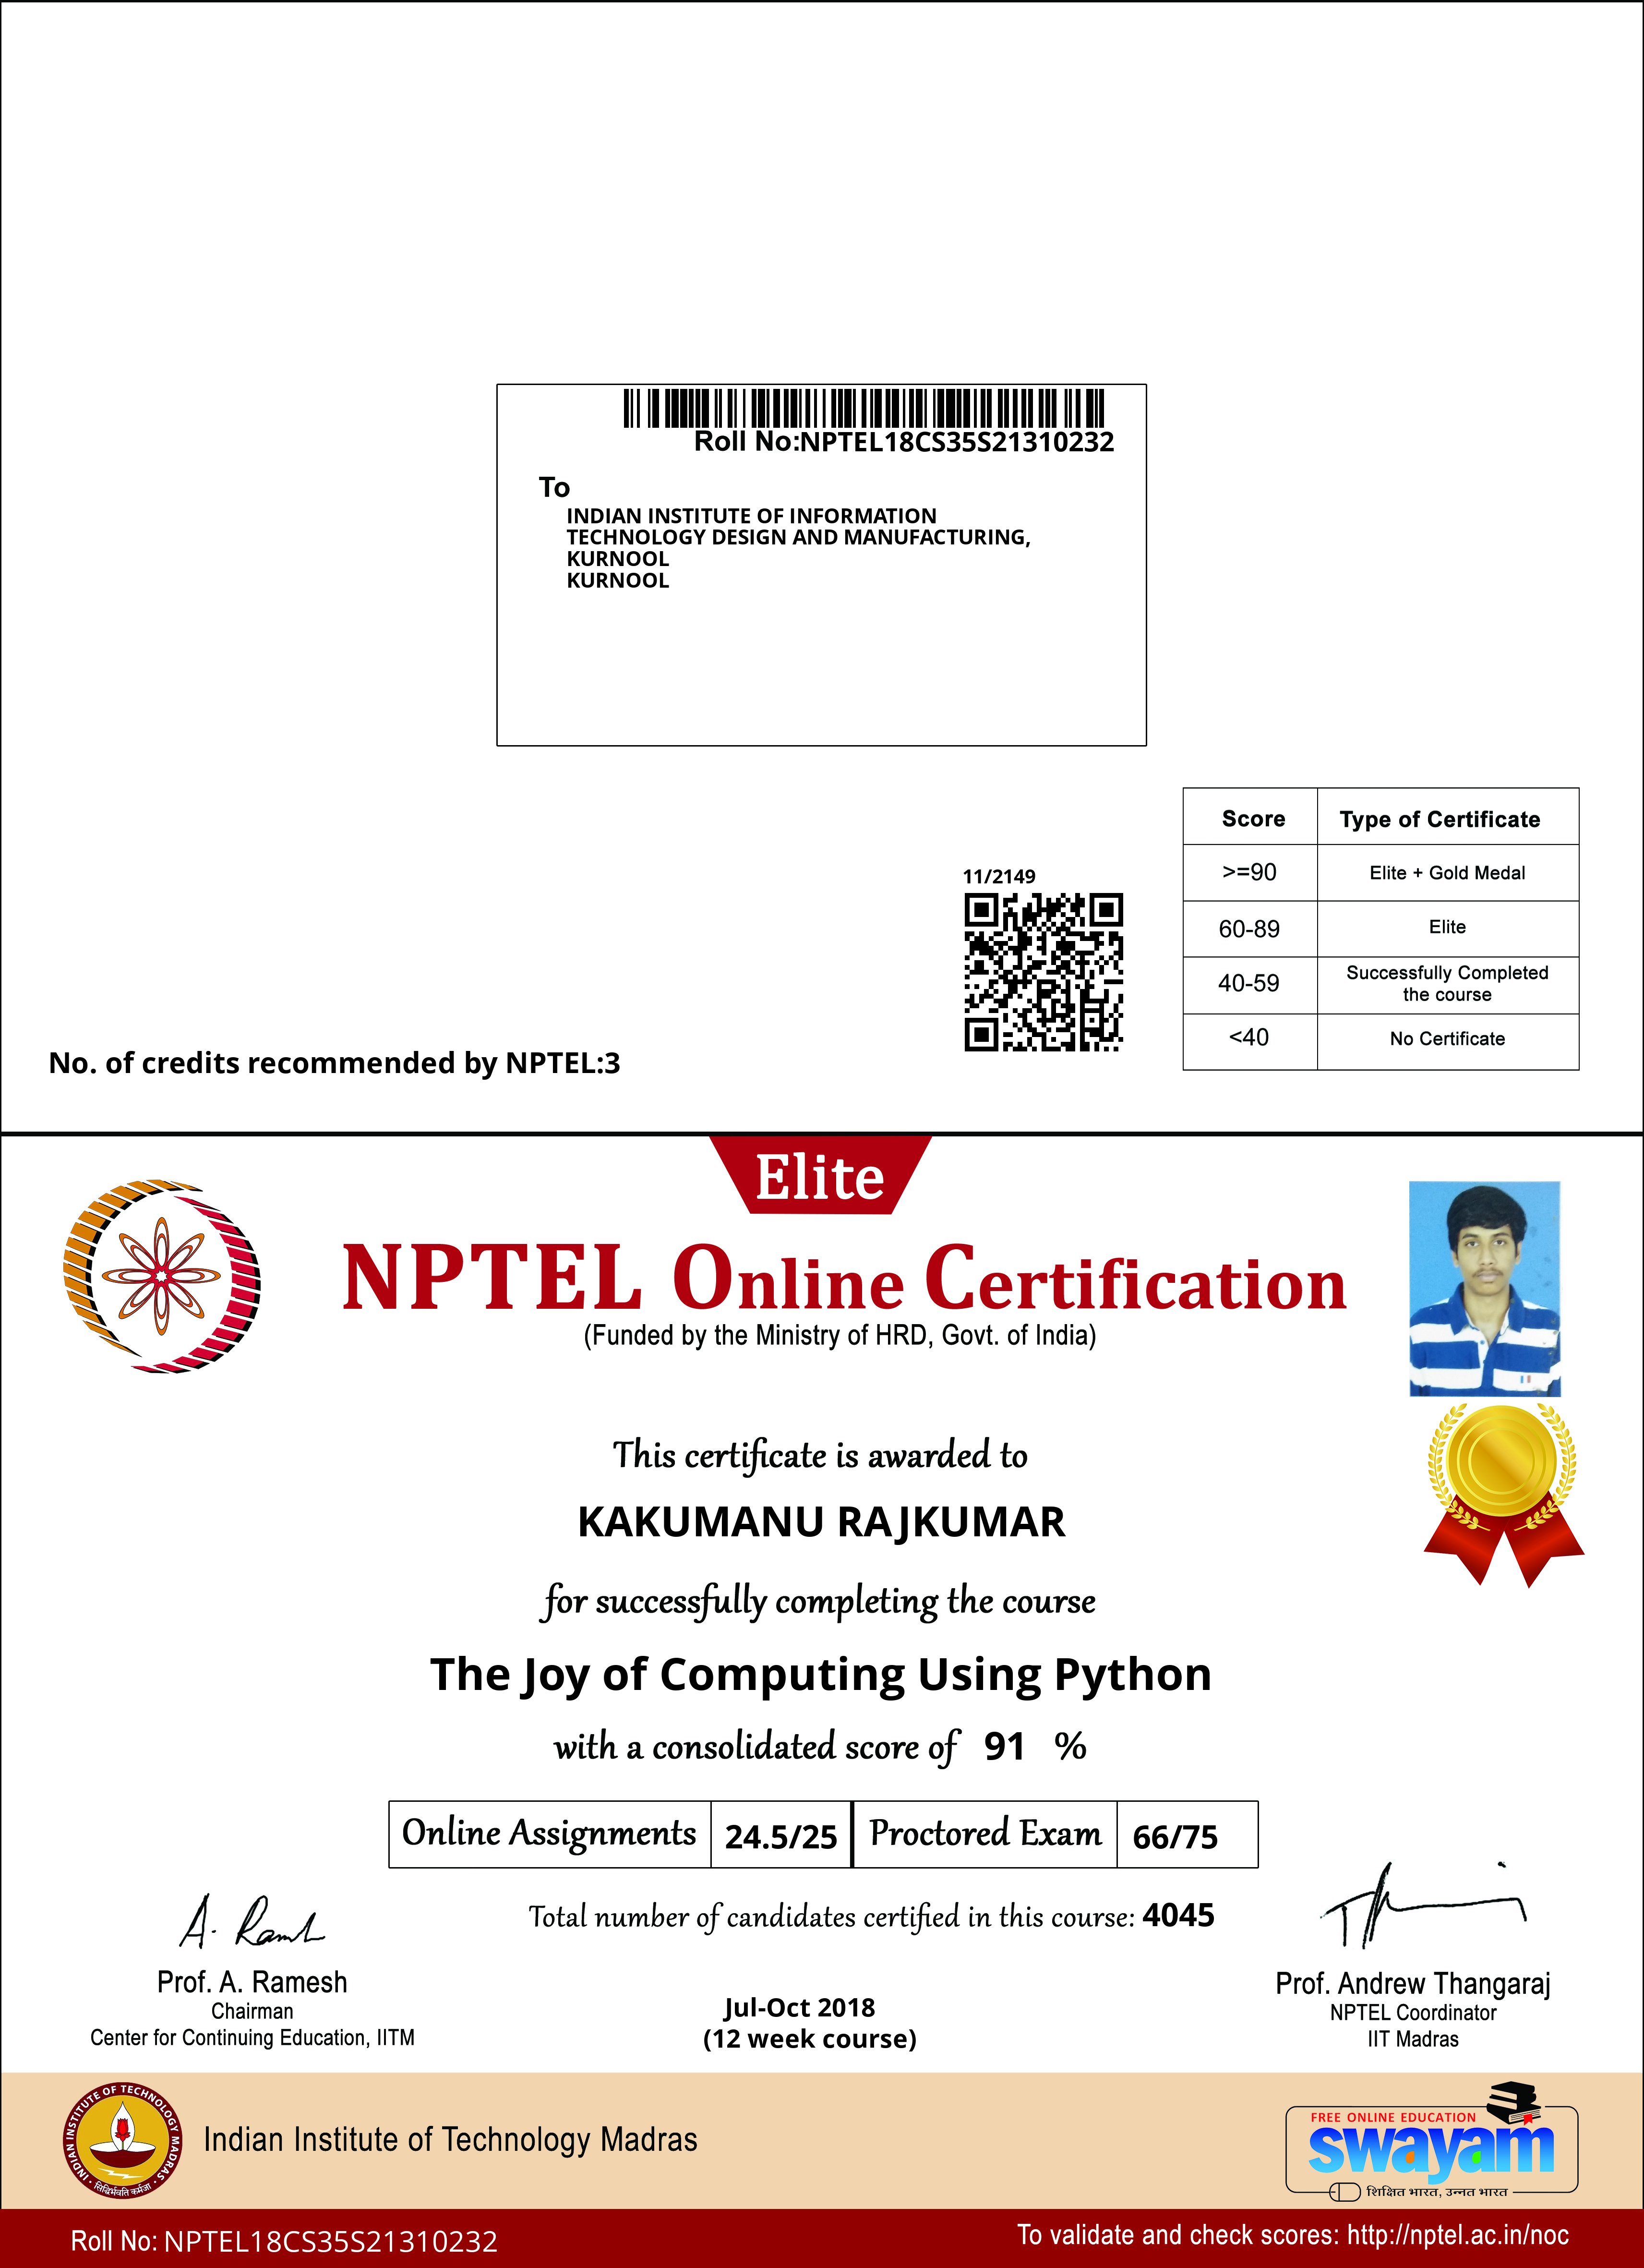 Roll No:NPTEL18CS35S21310232
To
INDIAN INSTITUTE OF INFORMATION
TECHNOLOGY DESIGN AND MANUFACTURING,
KURNOOL
KURNOOL
Score Type of Certificate
>=90 Elite + Gold Medal
60-89 Elite
40-59 Successfully Completed
the course
<40 No Certificate
11/2149
No. of credits recommended by NPTEL:3
Elite
NPTEL Online Certification
(Funded by the Ministry of HRD, Govt. of India)
This certificate is awarded to
KAKUMANU RAJKUMAR
for successfully completing the course
The Joy of Computing Using Python
with a consolidated score of 91 %
Online Assignments 24.5/25 Proctored Exam 66/75
Total number of candidates certified in this course: 4045
A. Ramesh
Prof. A. Ramesh
Chairman
Center for Continuing Education, IITM
Jul-Oct 2018
(12 week course)
Prof. Andrew Thangaraj
NPTEL Coordinator
IIT Madras
INDIAN INSTITUTE OF TECHNOLOGY MADRAS
सिद्धिर्भवति कर्मजा
Indian Institute of Technology Madras
FREE ONLINE EDUCATION
swayam
शिक्षित भारत, उन्नत भारत
Roll No: NPTEL18CS35S21310232
To validate and check scores: http://nptel.ac.in/noc